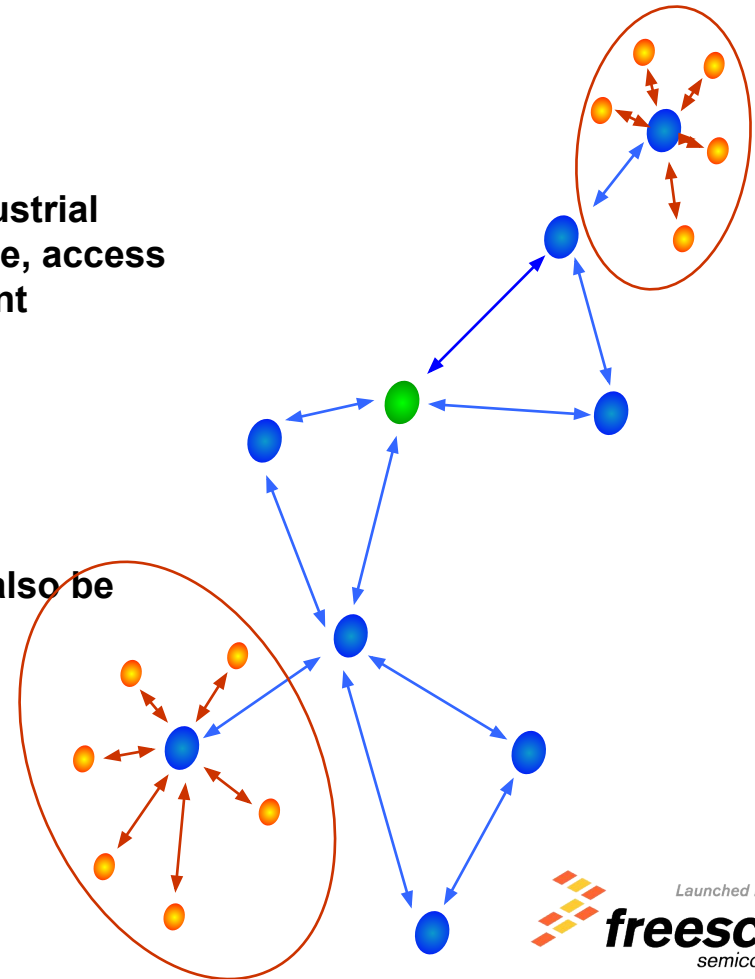 ustrial
e, access
nt
also be
Launched
freesc
semico